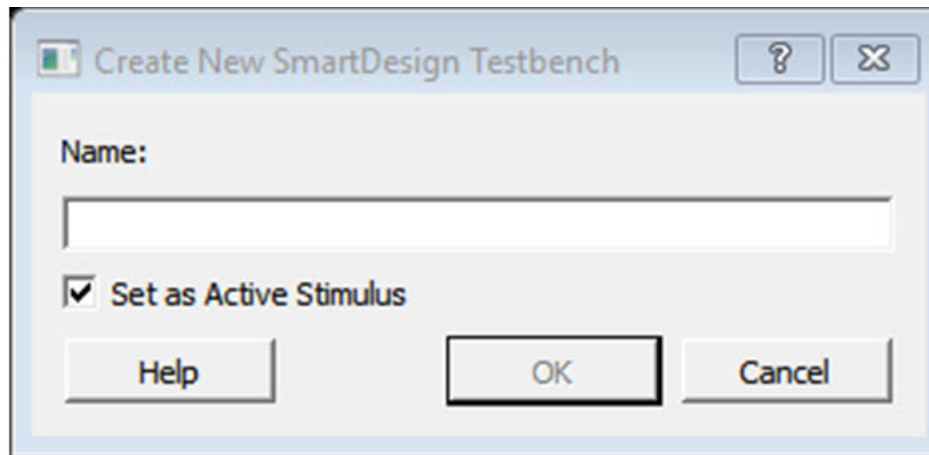 Create New SmartDesign Testbench
Name:
Set as Active Stimulus
Help OK Cancel